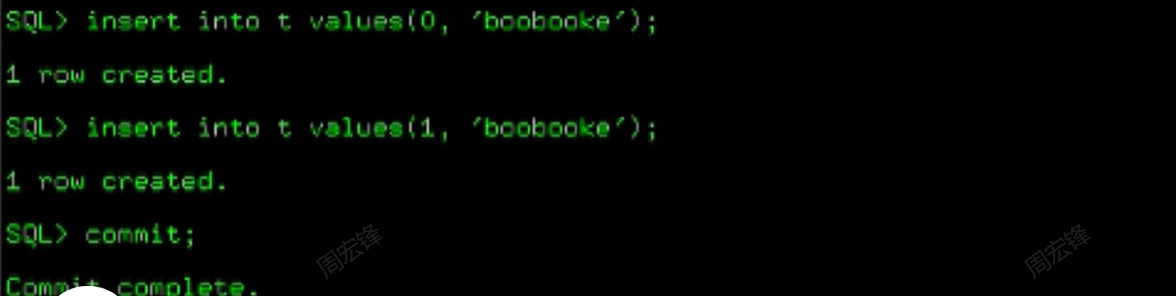 SQL> insert into t values(0, 'boobooke');
1 row created.
SQL> insert into t values(1, 'boobooke');
1 row created.
SQL> commit;
周宏锋
周宏锋
Commit complete.